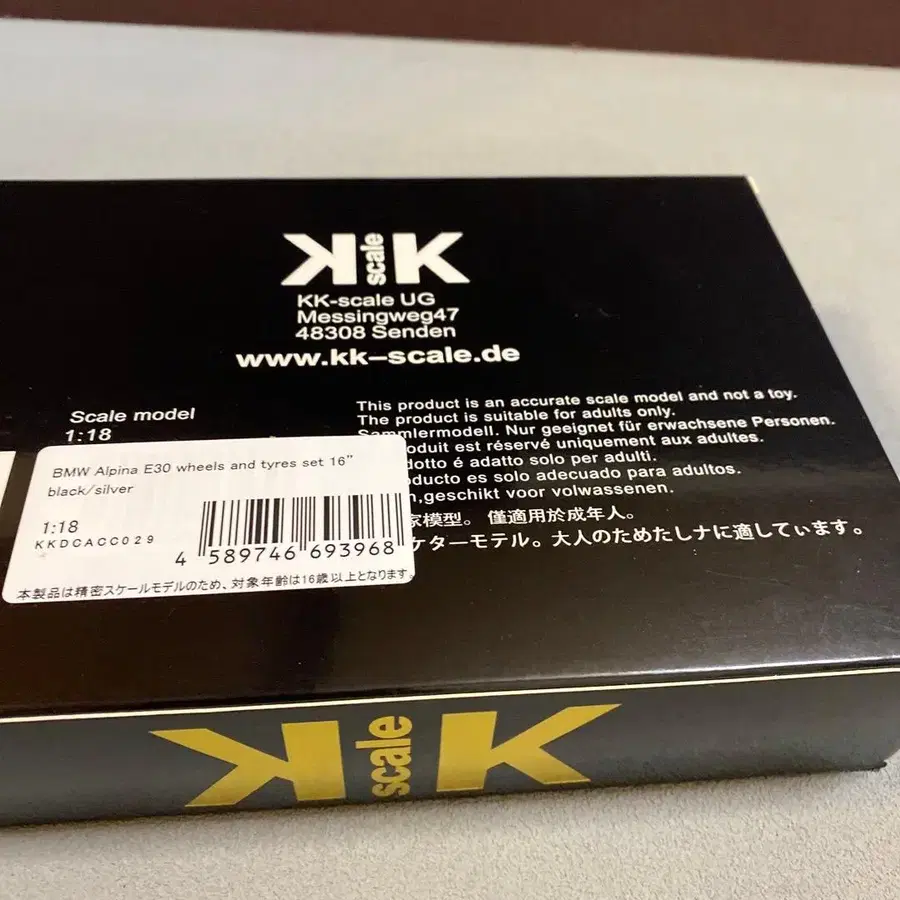 K scale K
KK-scale UG
Messingweg47
48308 Senden
www.kk-scale.de
Scale model
1:18
This product is an accurate scale model and not a toy.
The product is suitable for adults only.
Sammlermodell. Nur geeignet für erwachsene Personen.
roduit est réservé uniquement aux adultes.
dotto é adatto solo per adulti.
oducto es solo adecuado para adultos.
n,geschikt voor volwassenen.
家模型。僅適用於成年人。
ケターモテル。大人のためたしナに適しています。
BMW Alpina E30 wheels and tyres set 16”
black/silver
1:18
KKDCACC029
4 589746 693968
本製品は精密スケールモデルのため、対象年齢は16歳以上となります。
K scale K